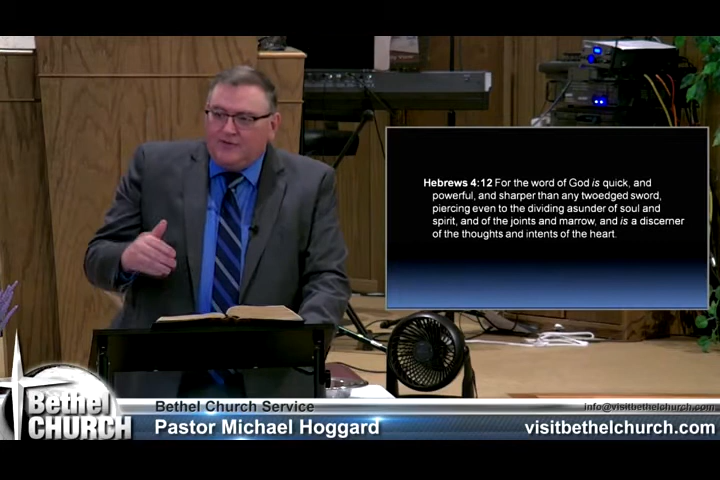 Hebrews 4:12 For the word of God is quick, and
powerful, and sharper than any twoedged sword,
piercing even to the dividing asunder of soul and
spirit, and of the joints and marrow, and is a discerner
of the thoughts and intents of the heart.
Bethel
CHURCH
Bethel Church Service
info@visitbethelchurch.com
Pastor Michael Hoggard
visitbethelchurch.com